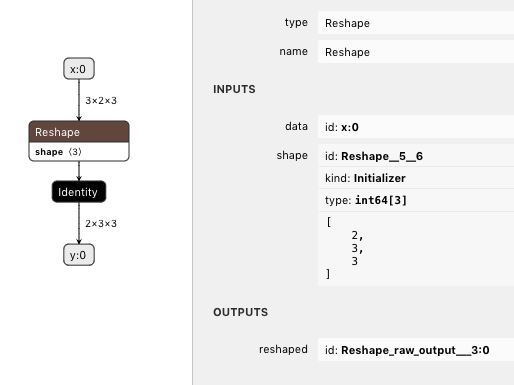 x:0
3×2×3
Reshape
shape ⟨3⟩
Identity
2×3×3
y:0
type Reshape
name Reshape
INPUTS
data id: x:0
shape id: Reshape__5__6
kind: Initializer
type: int64[3]
[
2,
3,
3
]
OUTPUTS
reshaped id: Reshape_raw_output___3:0